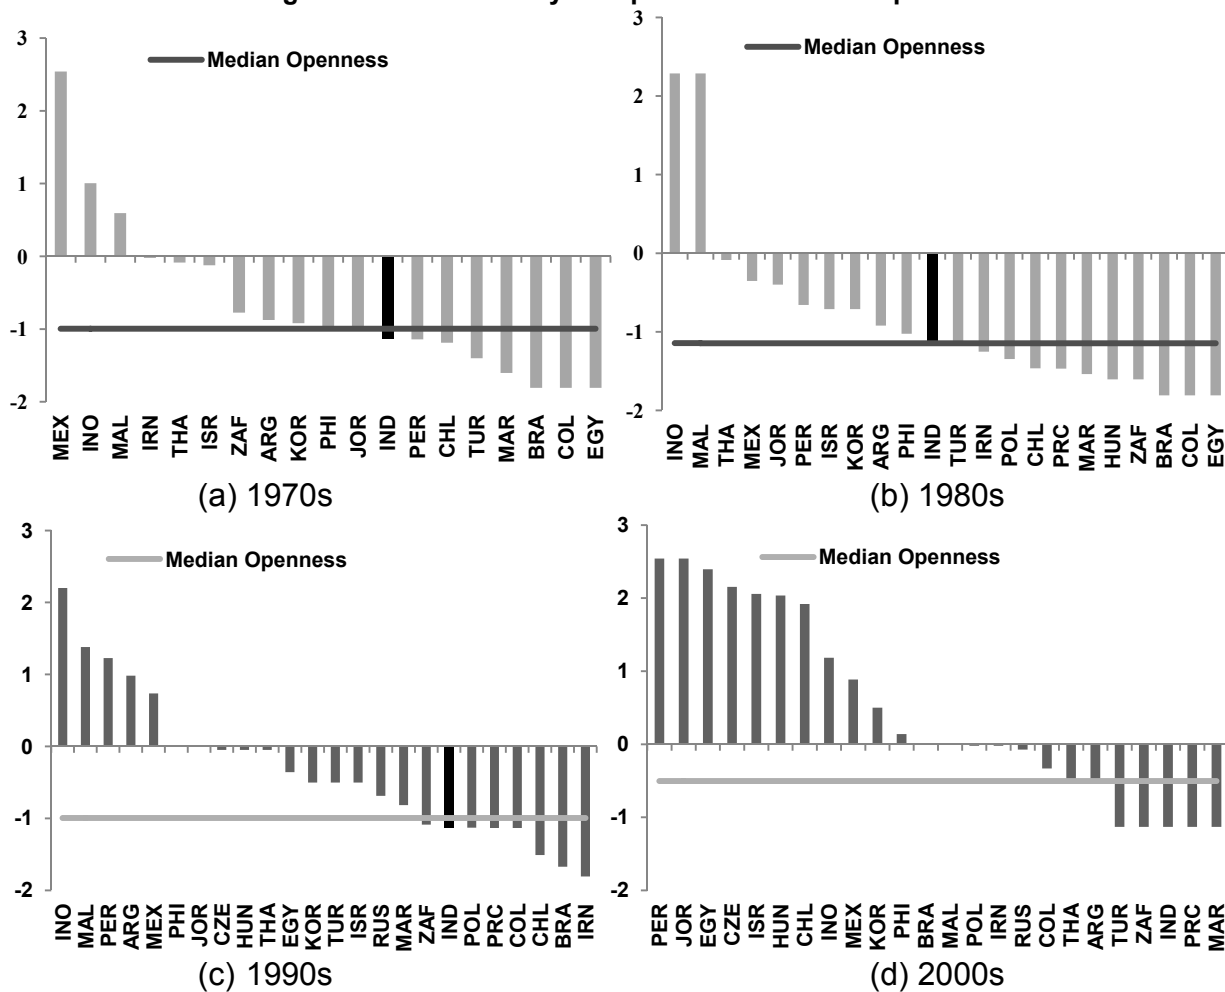 3
2
1
0
-1
-2
Median Openness
MEX INO MAL IRN THA ISR ZAF ARG KOR PHI JOR IND PER CHL TUR MAR BRA COL EGY
(a) 1970s
3
2
1
0
-1
-2
Median Openness
INO MAL THA MEX JOR PER ISR KOR ARG PHI IND TUR IRN POL CHL PRC MAR HUN ZAF BRA COL EGY
(b) 1980s
3
2
1
0
-1
-2
Median Openness
INO MAL PER ARG MEX PHI JOR CZE HUN THA EGY KOR TUR ISR RUS MAR ZAF IND POL PRC COL CHL BRA IRN
(c) 1990s
3
2
1
0
-1
-2
Median Openness
PER JOR EGY CZE ISR HUN CHL INO MEX KOR PHI BRA MAL POL IRN RUS COL THA ARG TUR ZAF IND PRC MAR
(d) 2000s